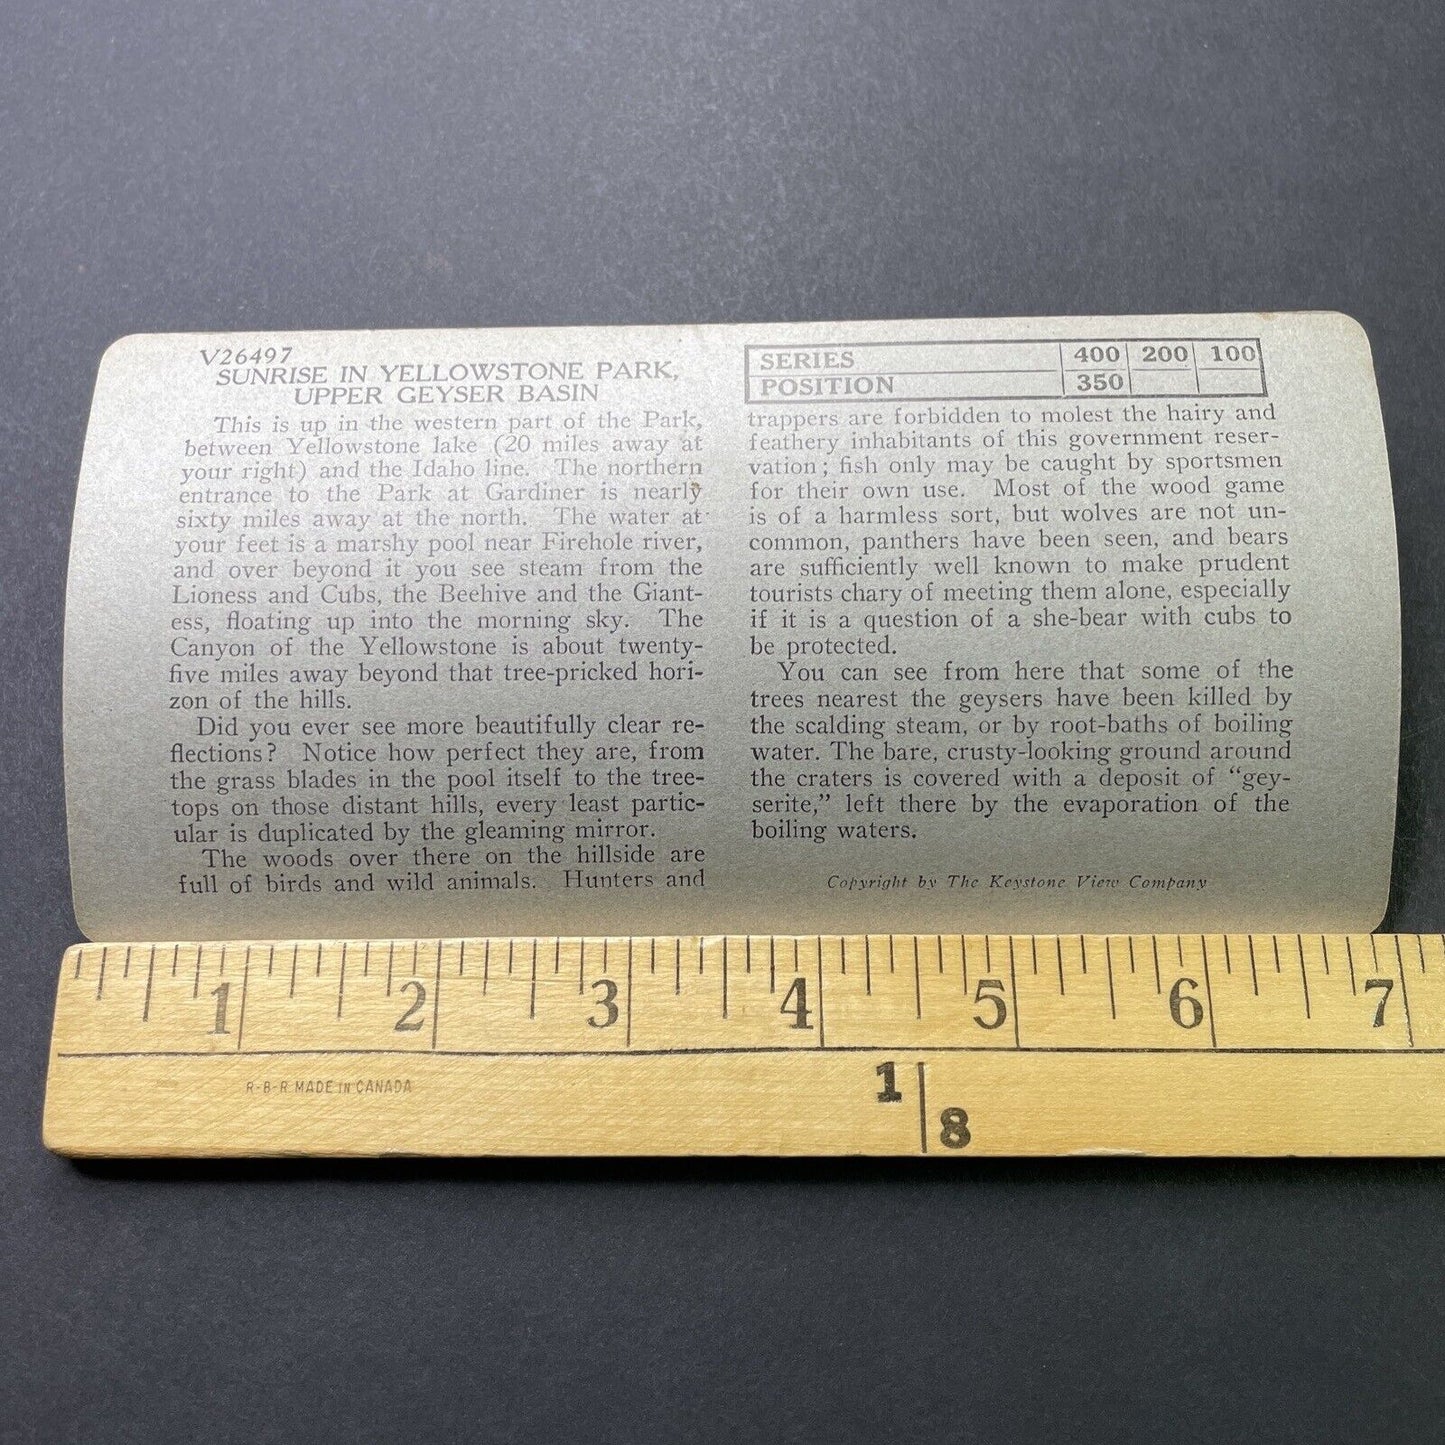 V26497
SUNRISE IN YELLOWSTONE PARK,
UPPER GEYSER BASIN
This is up in the western part of the Park,
between Yellowstone lake (20 miles away at
your right) and the Idaho line. The northern
entrance to the Park at Gardiner is nearly
sixty miles away at the north. The water at
your feet is a marshy pool near Firehole river,
and over beyond it you see steam from the
Lioness and Cubs, the Beehive and the Giant-
ess, floating up into the morning sky. The
Canyon of the Yellowstone is about twenty-
five miles away beyond that tree-pricked hori-
zon of the hills.
Did you ever see more beautifully clear re-
flections? Notice how perfect they are, from
the grass blades in the pool itself to the tree-
tops on those distant hills, every least partic-
ular is duplicated by the gleaming mirror.
The woods over there on the hillside are
full of birds and wild animals. Hunters and
SERIES 400 200 100
POSITION 350
trappers are forbidden to molest the hairy and
feathery inhabitants of this government reser-
vation; fish only may be caught by sportsmen
for their own use. Most of the wood game
is of a harmless sort, but wolves are not un-
common, panthers have been seen, and bears
are sufficiently well known to make prudent
tourists chary of meeting them alone, especially
if it is a question of a she-bear with cubs to
be protected.
You can see from here that some of the
trees nearest the geysers have been killed by
the scalding steam, or by root-baths of boiling
water. The bare, crusty-looking ground around
the craters is covered with a deposit of "gey-
serite," left there by the evaporation of the
boiling waters.
Copyright by The Keystone View Company
1 2 3 4 5 6 7
R-B-R MADE IN CANADA
1
8